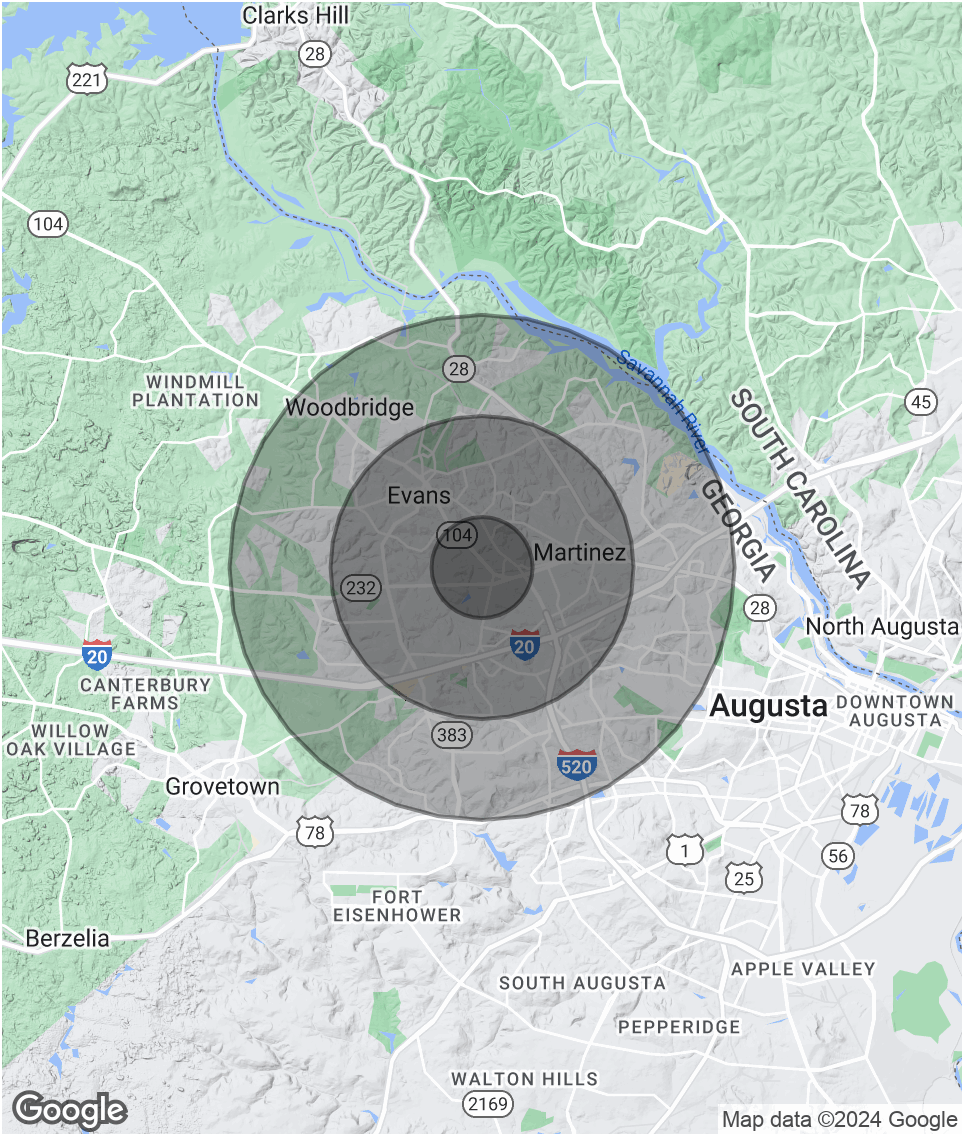 Clarks Hill
28
221
104
Savannah River
WINDMILL
PLANTATION
28
Woodbridge
45
SOUTH CAROLINA
GEORGIA
Evans
104
Martinez
232
28
North Augusta
20
20
CANTERBURY
FARMS
Augusta
DOWNTOWN
AUGUSTA
WILLOW
OAK VILLAGE
383
520
Grovetown
78
78
1
56
25
FORT
EISENHOWER
Berzelia
APPLE VALLEY
SOUTH AUGUSTA
PEPPERIDGE
WALTON HILLS
2169
Google
Map data ©2024 Google